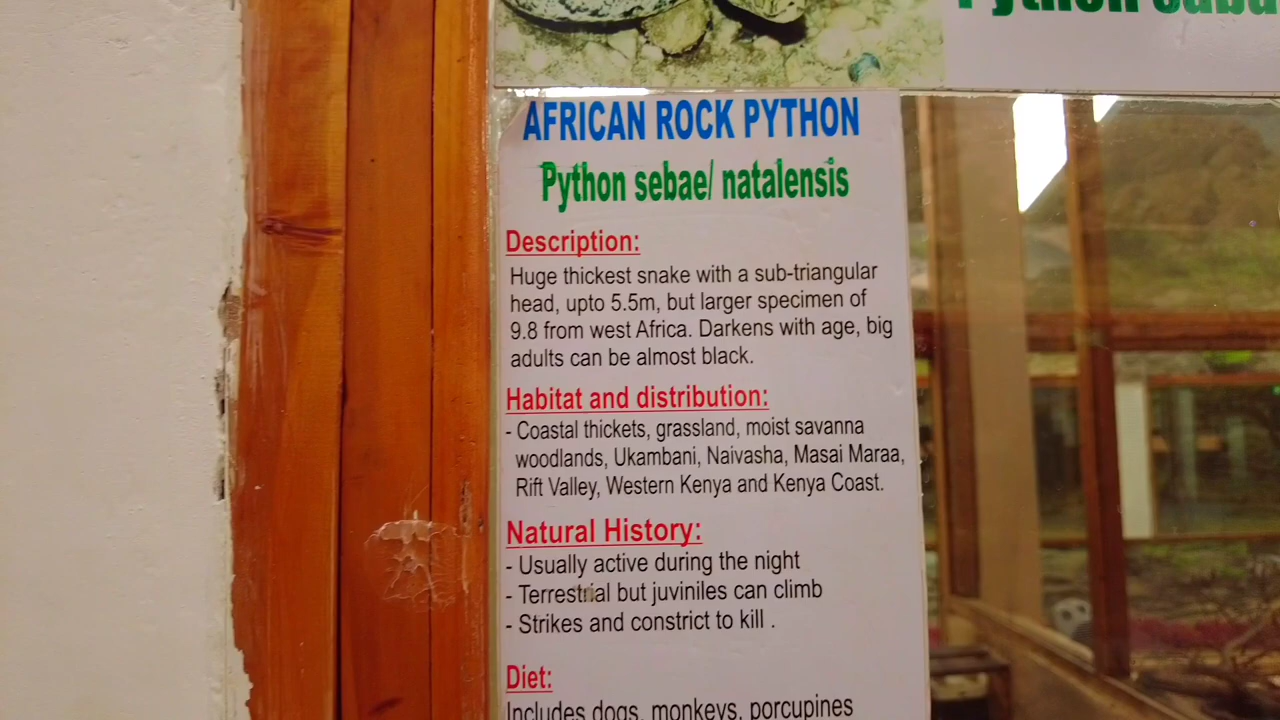 Python
AFRICAN ROCK PYTHON
Python sebae/ natalensis
Description:
Huge thickest snake with a sub-triangular
head, upto 5.5m, but larger specimen of
9.8 from west Africa. Darkens with age, big
adults can be almost black.
Habitat and distribution:
- Coastal thickets, grassland, moist savanna
woodlands, Ukambani, Naivasha, Masai Maraa,
Rift Valley, Western Kenya and Kenya Coast.
Natural History:
- Usually active during the night
- Terrestrial but juviniles can climb
- Strikes and constrict to kill .
Diet:
Includes dogs, monkeys, porcupines